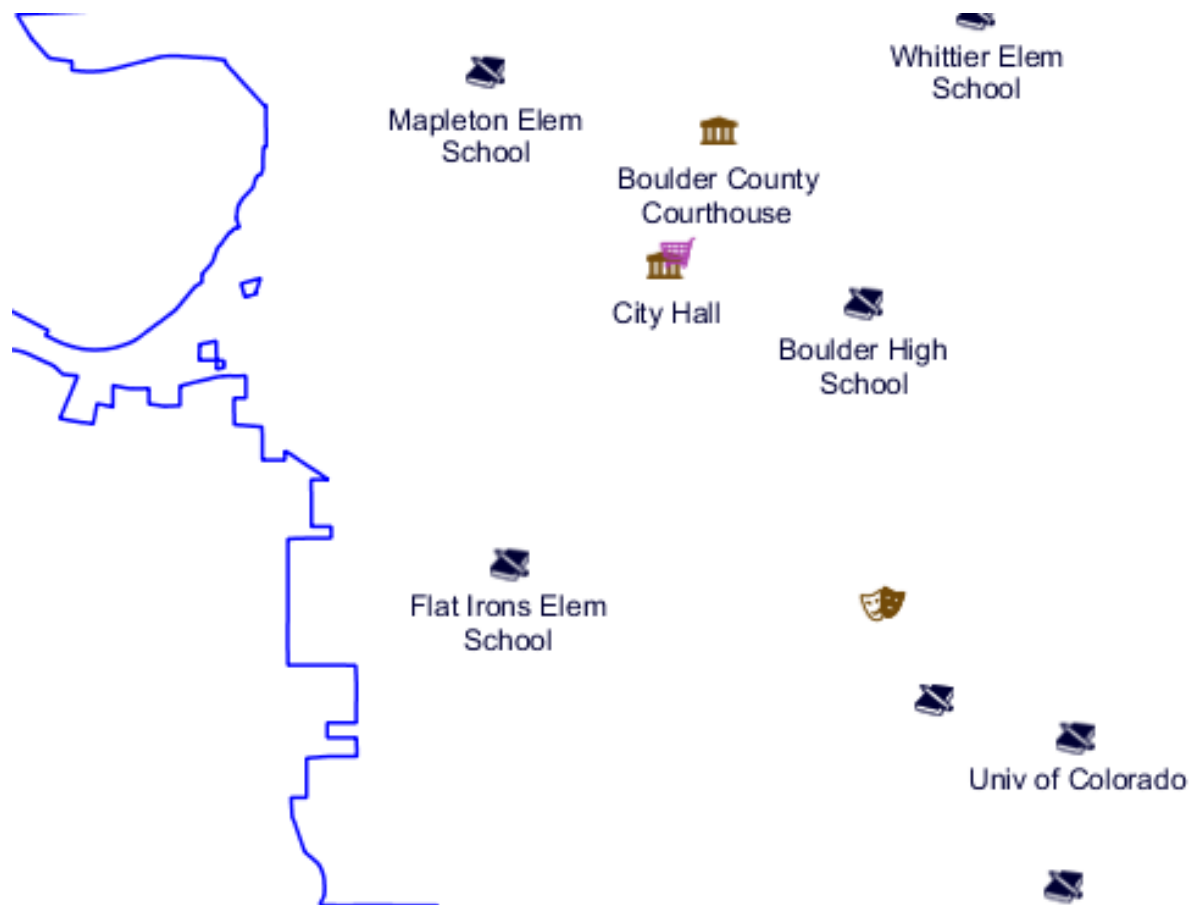 Whittier Elem
School
Mapleton Elem
School
Boulder County
Courthouse
City Hall
Boulder High
School
Flat Irons Elem
School
Univ of Colorado